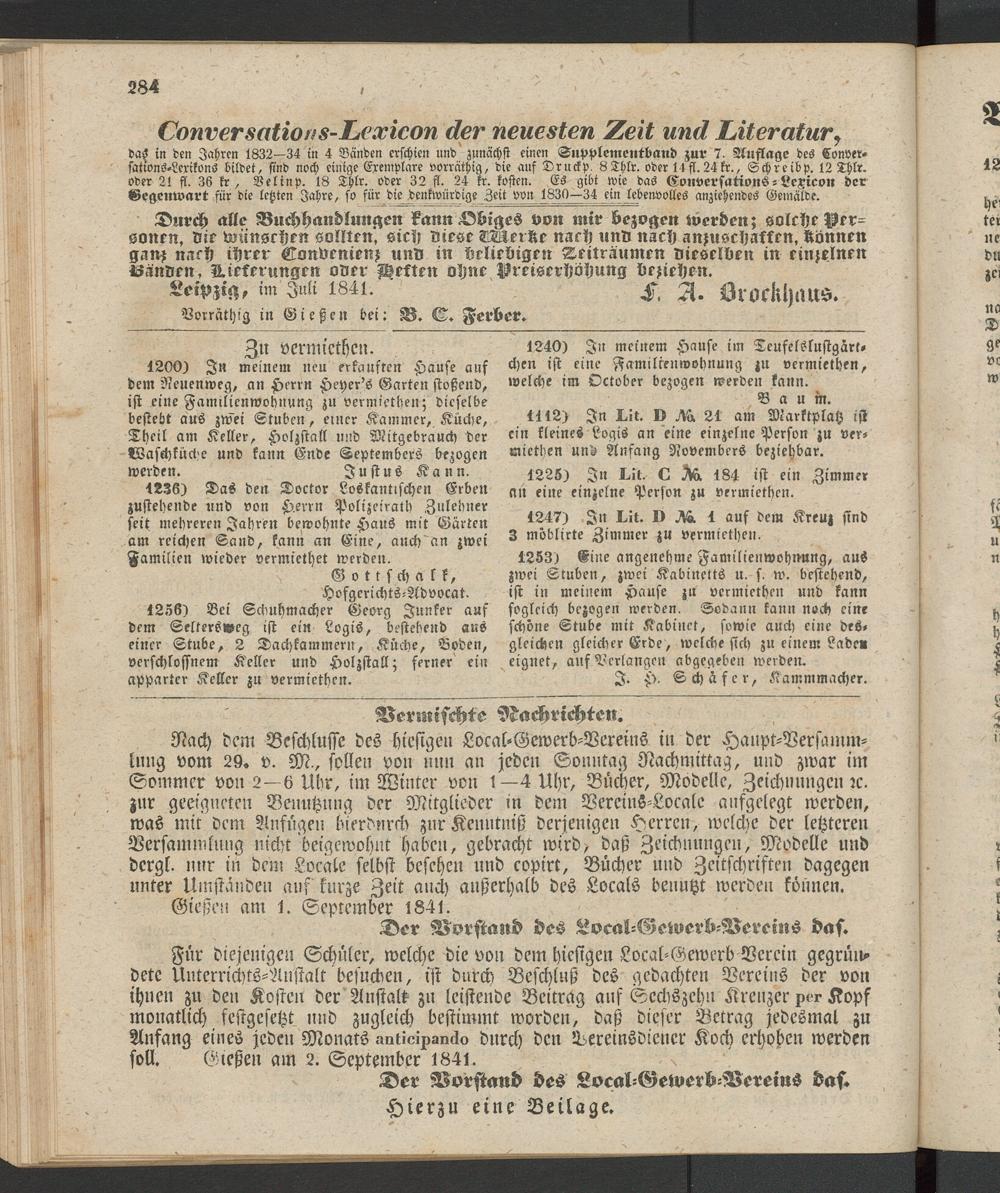 284
Conversations-Lexicon der neuesten Zeit und Literatur,
das in den Jahren 1832—34 in 4 Bänden erschien und zunächst einen Supplementband zur 7. Auflage des Conver-
sations-Lexikons bildet, sind noch einige Exemplare vorräthig, die auf Druckp. 8 Thlr. oder 14 fl. 24 kr., Schreibp. 12 Thlr.
oder 21 fl. 36 kr, Velinp. 18 Thlr. oder 32 fl. 24 kr. kosten. Es gibt wie das Conversations-Lexicon der
Gegenwart für die letzten Jahre, so für die denkwürdige Zeit von 1830—34 ein lebenvolles anziehendes Gemälde.
Durch alle Buchhandlungen kann Obiges von mir bezogen werden; solche Per-
sonen, die wünschen sollten, sich diese Werke nach und nach anzuschaffen, können
ganz nach ihrer Convenienz und in beliebigen Zeiträumen dieselben in einzelnen
Bänden, Lieferungen oder Heften ohne Preiserhöhung beziehen.
Leipzig, im Juli 1841. F. A. Brockhaus.
Vorräthig in Gießen bei: B. C. Ferber.
Zu vermiethen.
1200) In meinem neu erkauften Hause auf
dem Neuenweg, an Herrn Heyer's Garten stoßend,
ist eine Familienwohnung zu vermiethen; dieselbe
besteht aus zwei Stuben, einer Kammer, Küche,
Theil am Keller, Holzstall und Mitgebrauch der
Waschküche und kann Ende Septembers bezogen
werden. Justus Kann.
1236) Das den Doctor Loskantischen Erben
zustehende und von Herrn Polizeirath Zulehner
seit mehreren Jahren bewohnte Haus mit Gärten
am reichen Sand, kann an Eine, auch an zwei
Familien wieder vermiethet werden.
Gottschalk,
Hofgerichts-Advocat.
1256) Bei Schuhmacher Georg Junker auf
dem Seltersweg ist ein Logis, bestehend aus
einer Stube, 2 Dachkammern, Küche, Boden,
verschlossnem Keller und Holzstall; ferner ein
apparter Keller zu vermiethen.
1240) In meinem Hause im Teufelslustgärt-
chen ist eine Familienwohnung zu vermiethen,
welche im October bezogen werden kann.
Baum.
1112) In Lit. D № 21 am Marktplatz ist
ein kleines Logis an eine einzelne Person zu ver-
miethen und Anfang Novembers beziehbar.
1225) In Lit. C № 184 ist ein Zimmer
an eine einzelne Person zu vermiethen.
1247) In Lit. D № 1 auf dem Kreuz sind
3 möblirte Zimmer zu vermiethen.
1253) Eine angenehme Familienwohnung, aus
zwei Stuben, zwei Kabinetts u. s. w. bestehend,
ist in meinem Hause zu vermiethen und kann
sogleich bezogen werden. Sodann kann noch eine
schöne Stube mit Kabinet, sowie auch eine des-
gleichen gleicher Erde, welche sich zu einem Laden
eignet, auf Verlangen abgegeben werden.
J. H. Schäfer, Kammmacher.
Vermischte Nachrichten.
Nach dem Beschlusse des hiesigen Local-Gewerb-Vereins in der Haupt-Versamm-
lung vom 29. v. M., sollen von nun an jeden Sonntag Nachmittag, und zwar im
Sommer von 2—6 Uhr, im Winter von 1—4 Uhr, Bücher, Modelle, Zeichnungen ꝛc.
zur geeigneten Benutzung der Mitglieder in dem Vereins-Locale aufgelegt werden,
was mit dem Anfügen hierdurch zur Kenntniß derjenigen Herren, welche der letzteren
Versammlung nicht beigewohnt haben, gebracht wird, daß Zeichnungen, Modelle und
dergl. nur in dem Locale selbst besehen und copirt, Bücher und Zeitschriften dagegen
unter Umständen auf kurze Zeit auch außerhalb des Locals benutzt werden können.
Gießen am 1. September 1841.
Der Vorstand des Local-Gewerb-Vereins das.
Für diejenigen Schüler, welche die von dem hiesigen Local-Gewerb-Verein gegrün-
dete Unterrichts-Anstalt besuchen, ist durch Beschluß des gedachten Vereins der von
ihnen zu den Kosten der Anstalt zu leistende Beitrag auf Sechszehn Kreuzer per Kopf
monatlich festgesetzt und zugleich bestimmt worden, daß dieser Betrag jedesmal zu
Anfang eines jeden Monats anticipando durch den Vereinsdiener Koch erhoben werden
soll. Gießen am 2. September 1841.
Der Vorstand des Local-Gewerb-Vereins das.
Hierzu eine Beilage.